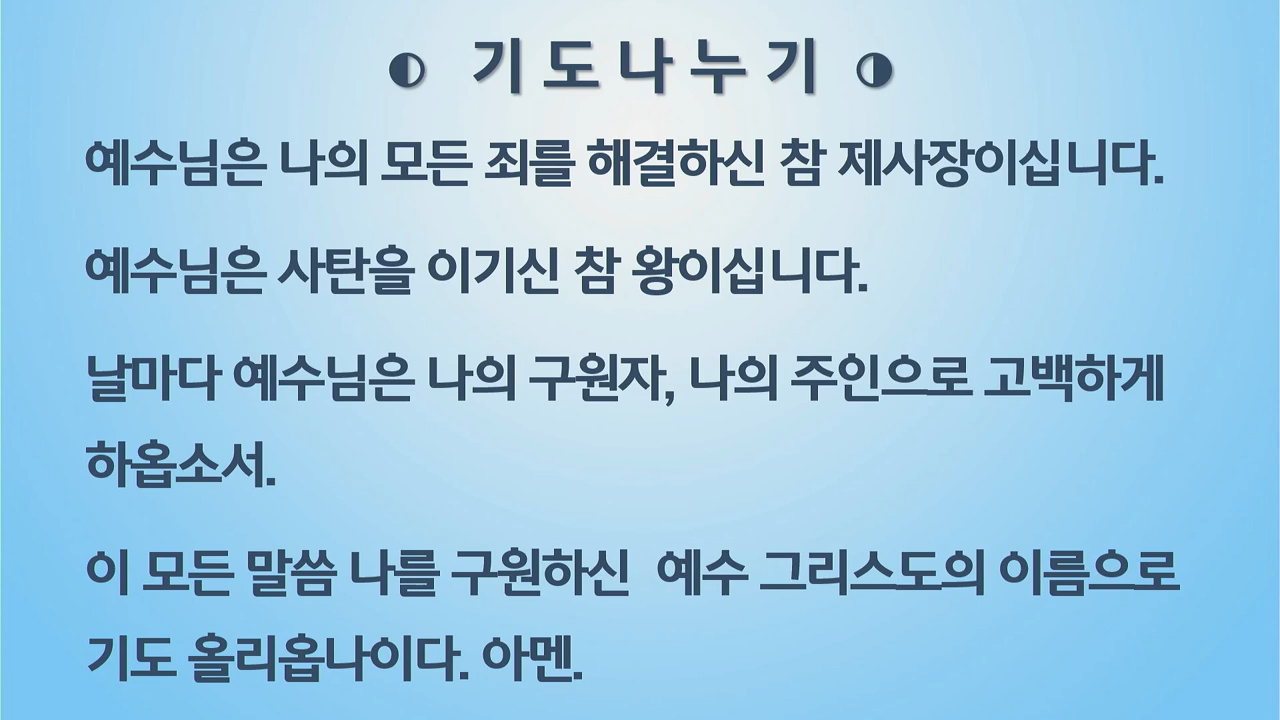 ◐ 기 도 나 누 기 ◑
예수님은 나의 모든 죄를 해결하신 참 제사장이십니다.
예수님은 사탄을 이기신 참 왕이십니다.
날마다 예수님은 나의 구원자, 나의 주인으로 고백하게
하옵소서.
이 모든 말씀 나를 구원하신  예수 그리스도의 이름으로
기도 올리옵나이다. 아멘.